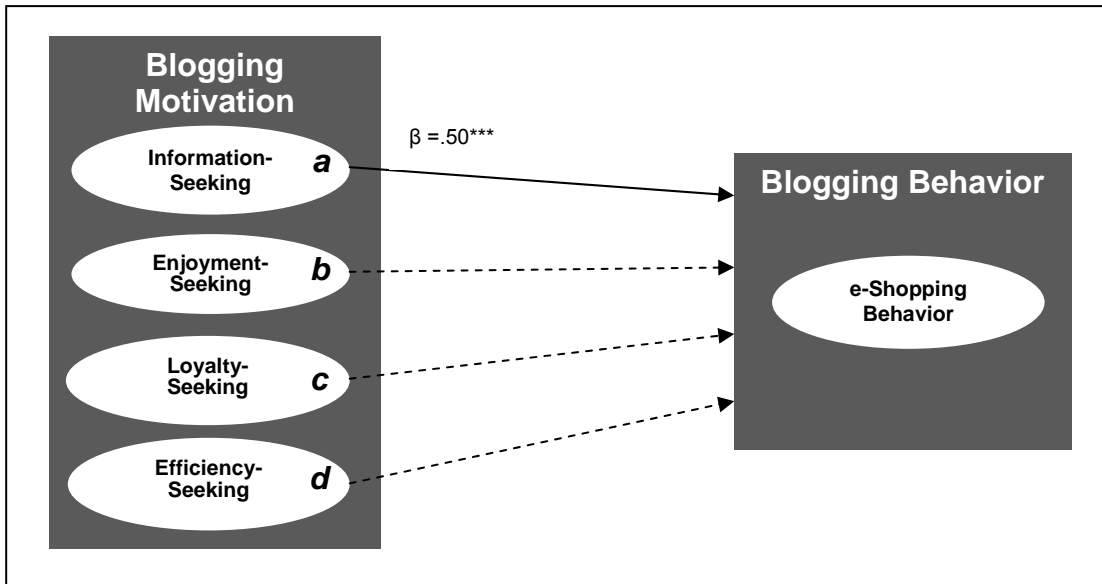 Blogging
Motivation
Information-
Seeking
a
Enjoyment-
Seeking
b
Loyalty-
Seeking
c
Efficiency-
Seeking
d
β =.50***
Blogging Behavior
e-Shopping
Behavior